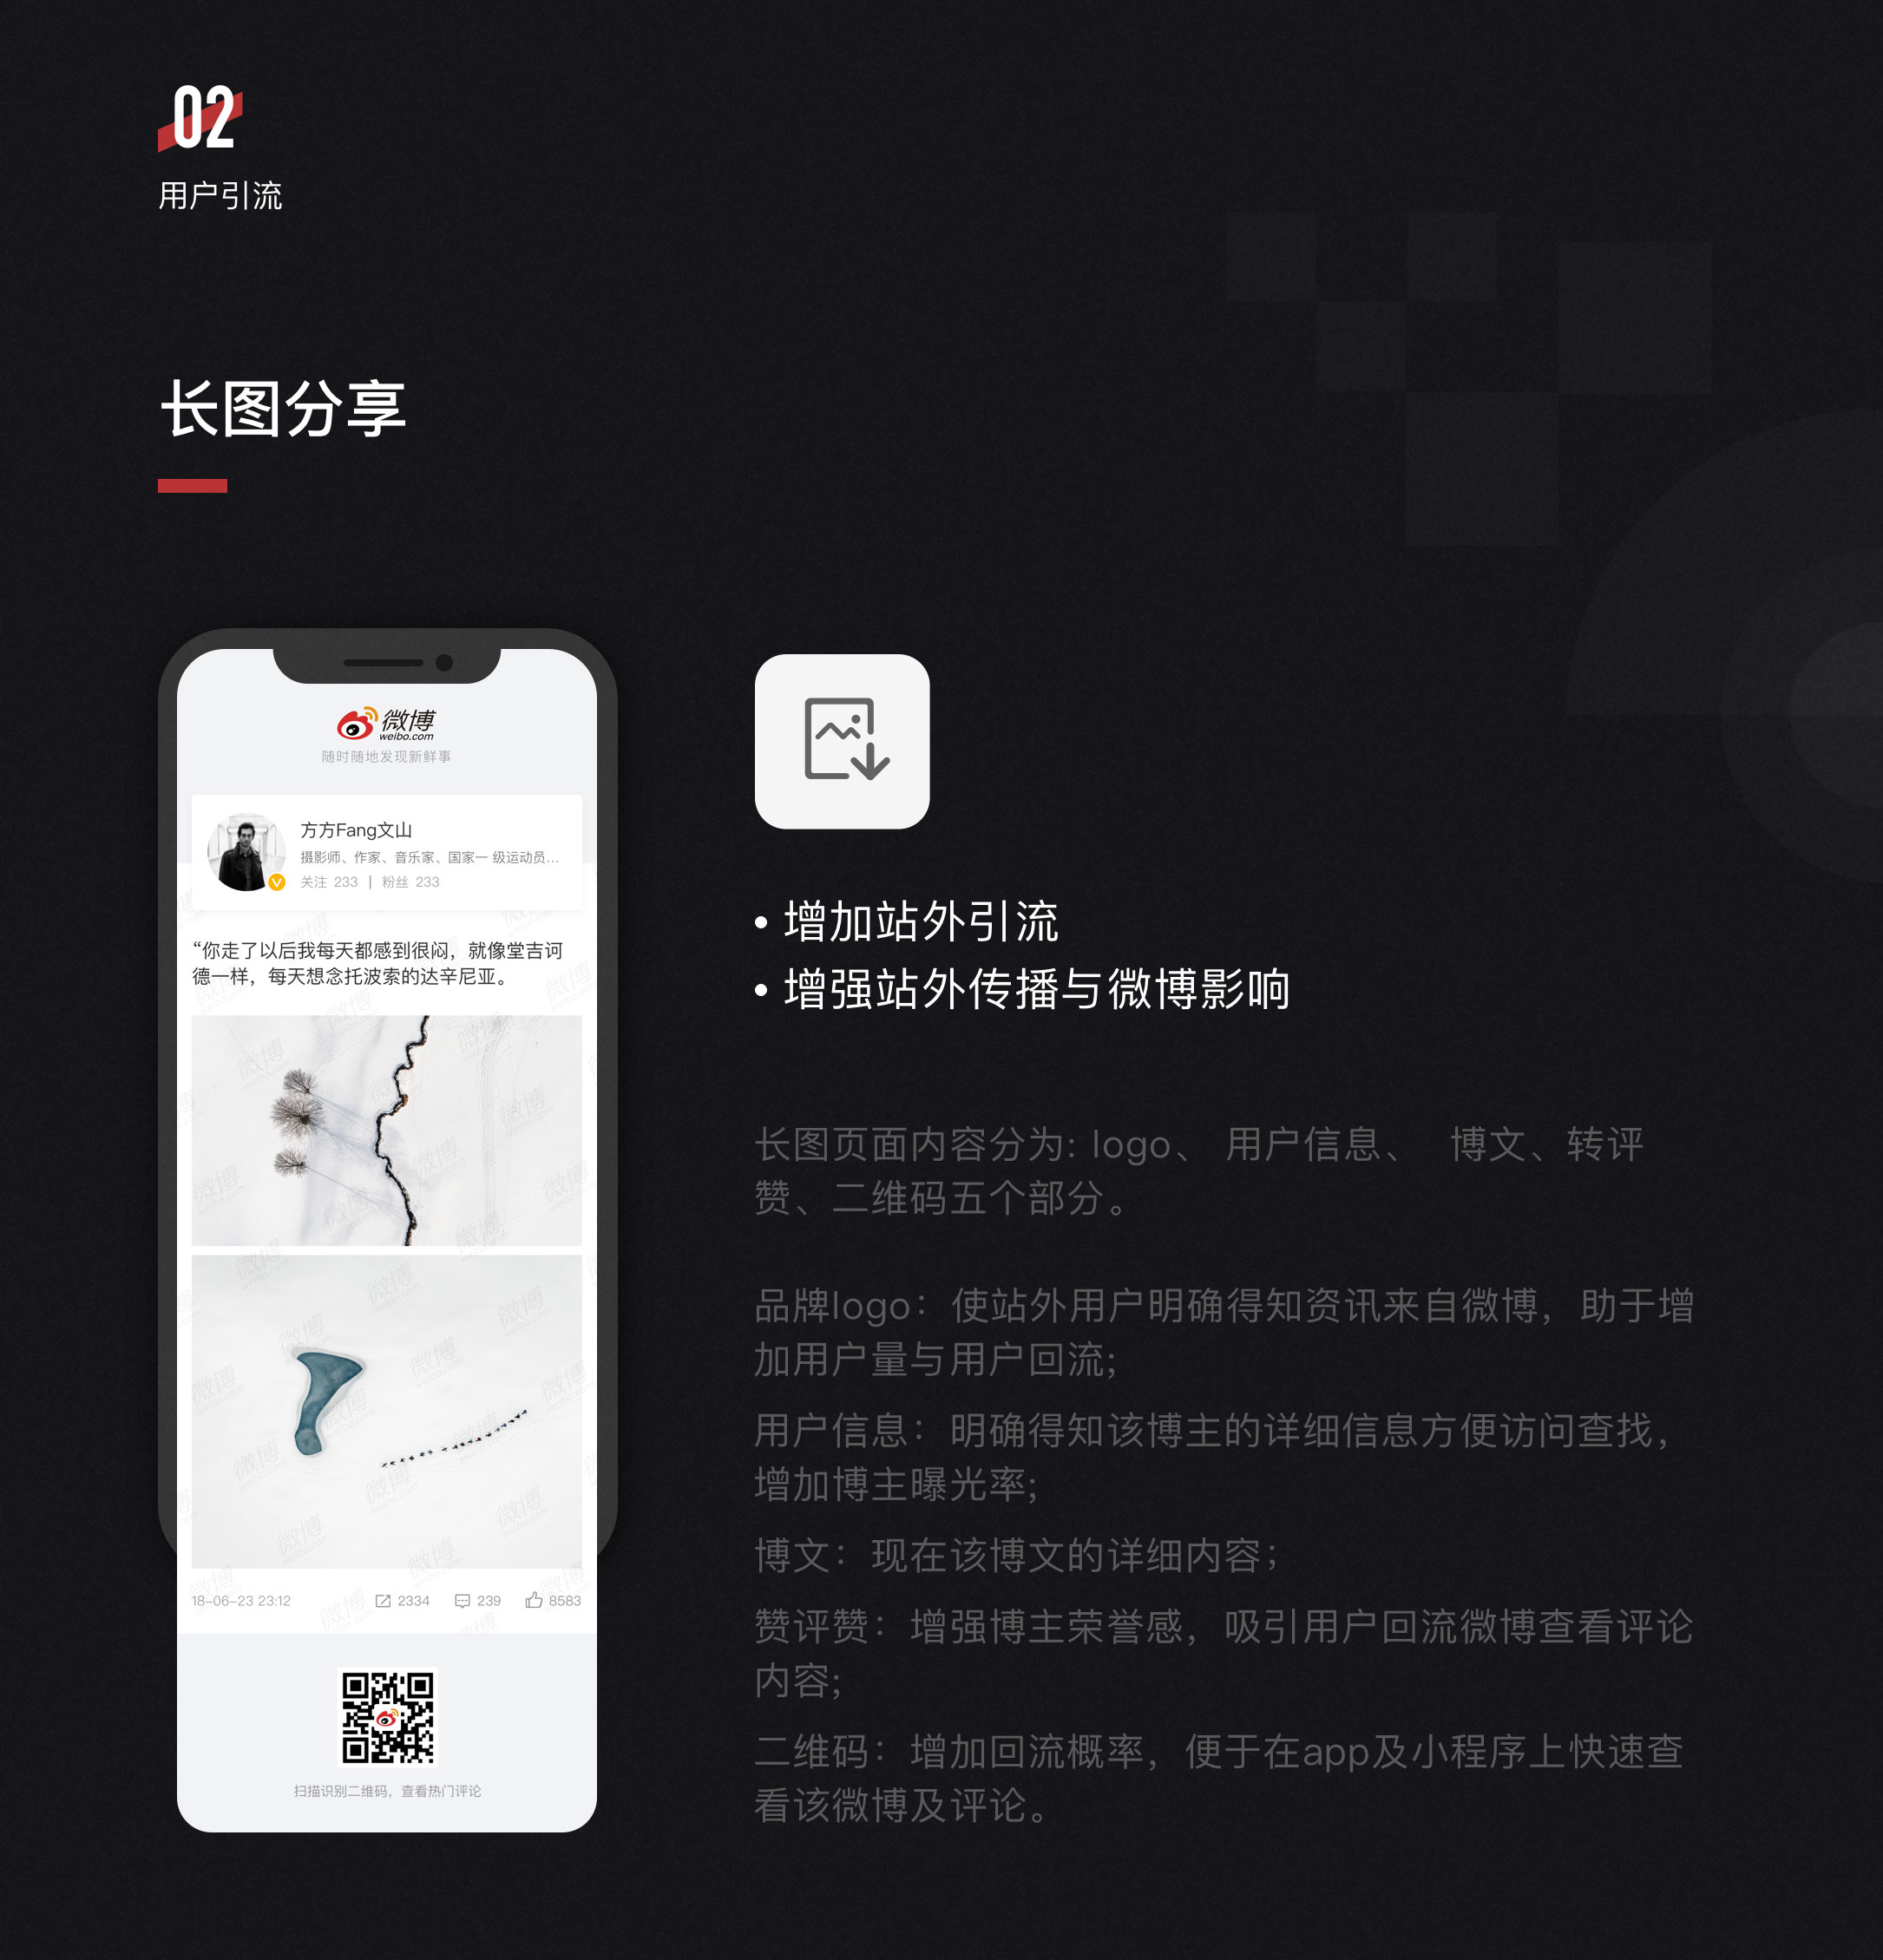 02
用户引流
长图分享
微博
weibo.com
随时随地发现新鲜事
方方Fang文山
摄影师、作家、音乐家、国家一 级运动员...
关注 233 | 粉丝 233
“你走了以后我每天都感到很闷，就像堂吉诃
德一样，每天想念托波索的达辛尼亚。
18-06-23 23:12 2334 239 8583
扫描识别二维码，查看热门评论
• 增加站外引流
• 增强站外传播与微博影响
长图页面内容分为: logo、 用户信息、 博文、转评
赞、二维码五个部分。
品牌logo：使站外用户明确得知资讯来自微博，助于增
加用户量与用户回流;
用户信息：明确得知该博主的详细信息方便访问查找，
增加博主曝光率;
博文：现在该博文的详细内容；
赞评赞：增强博主荣誉感，吸引用户回流微博查看评论
内容;
二维码：增加回流概率，便于在app及小程序上快速查
看该微博及评论。